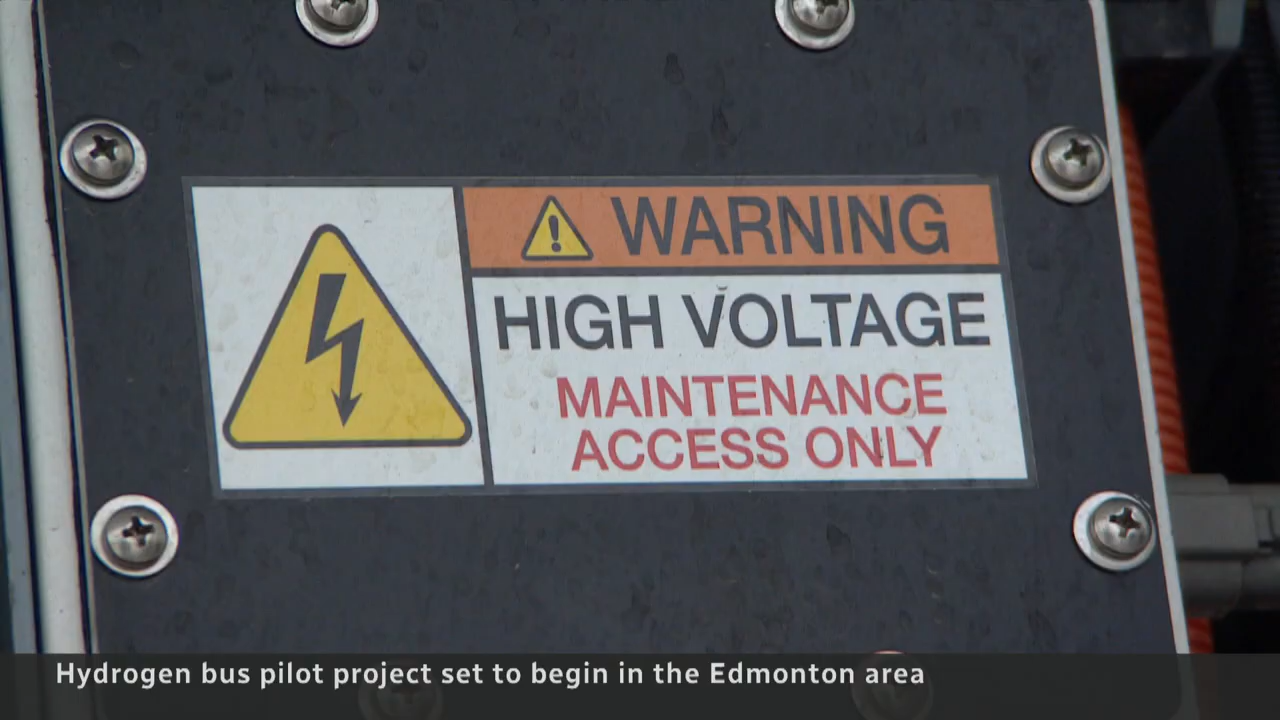 WARNING
HIGH VOLTAGE
MAINTENANCE
ACCESS ONLY
Hydrogen bus pilot project set to begin in the Edmonton area